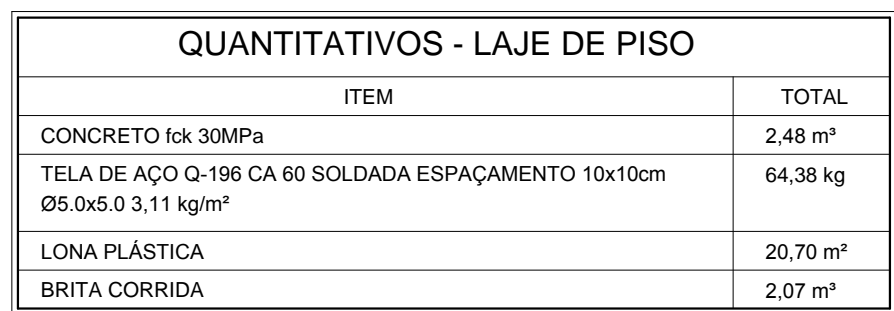 QUANTITATIVOS - LAJE DE PISO
ITEM TOTAL
CONCRETO fck 30MPa 2,48 m³
TELA DE AÇO Q-196 CA 60 SOLDADA ESPAÇAMENTO 10x10cm 64,38 kg
Ø5.0x5.0 3,11 kg/m²
LONA PLÁSTICA 20,70 m²
BRITA CORRIDA 2,07 m³